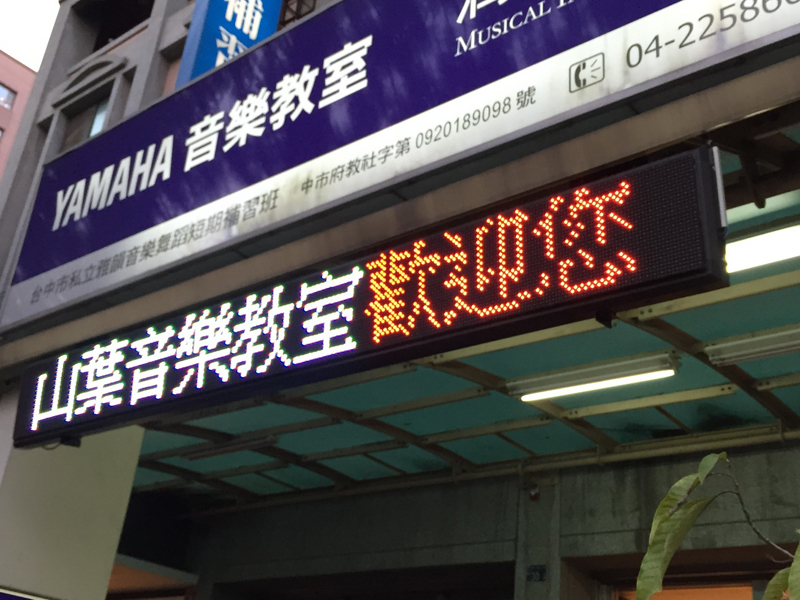 補習
MUSICAL
YAMAHA 音樂教室
04-22586
台中市私立雅韻音樂舞蹈短期補習班 中市府教社字第 0920189098 號
山葉音樂教室歡迎您